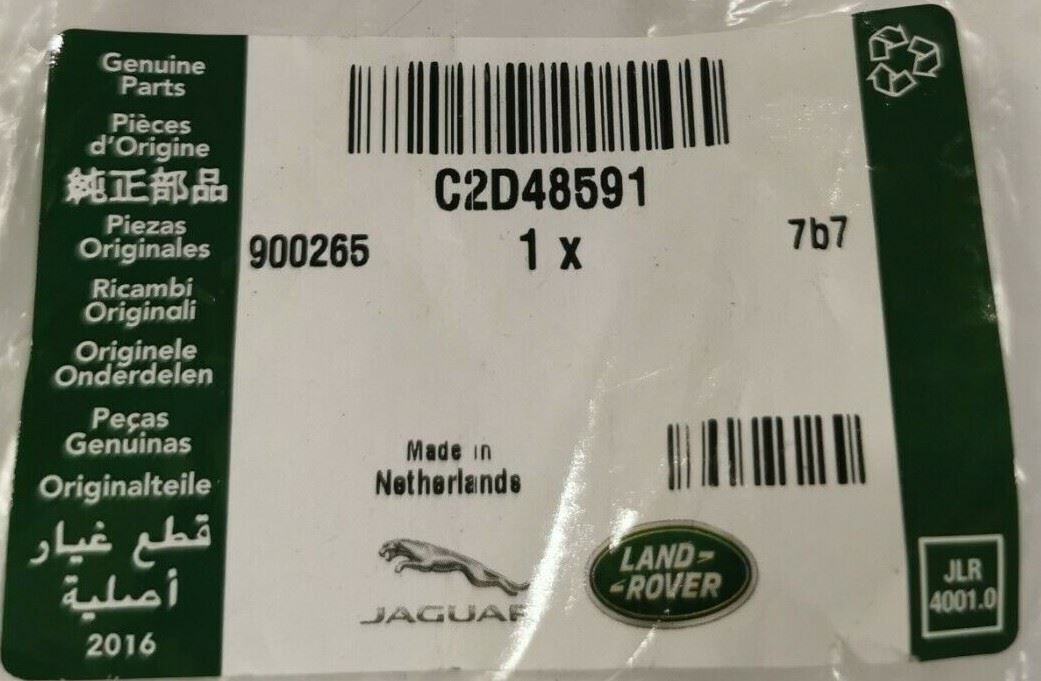 Genuine
Parts
Pièces
d'Origine
純正部品
Piezas
Originales
Ricambi
Originali
Originele
Onderdelen
Peças
Genuinas
Originalteile
قطع غيار
أصلية
2016
C2D48591
900265
1 x
7b7
Made in
Netherlands
JAGUAR
LAND-
-ROVER
JLR
4001.0